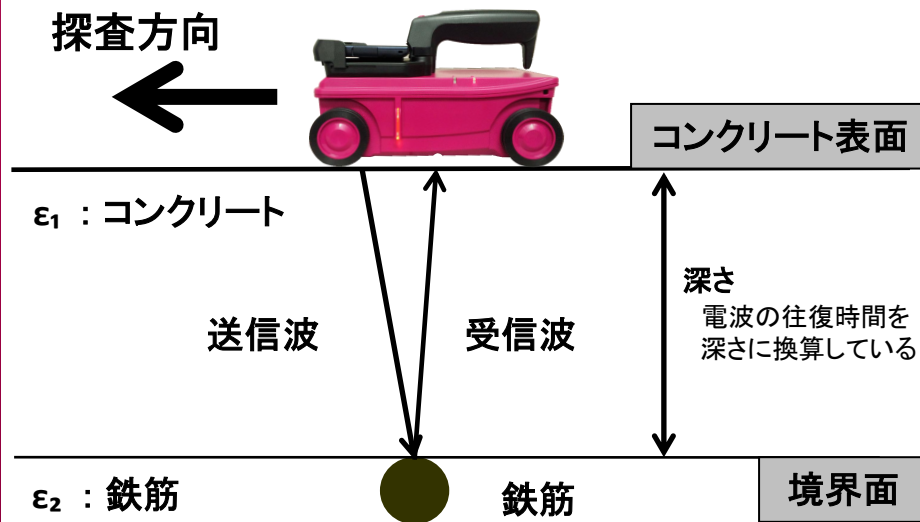 探査方向
コンクリート表面
ε₁ : コンクリート
深さ
電波の往復時間を
深さに換算している
送信波
受信波
ε₂ : 鉄筋
鉄筋
境界面